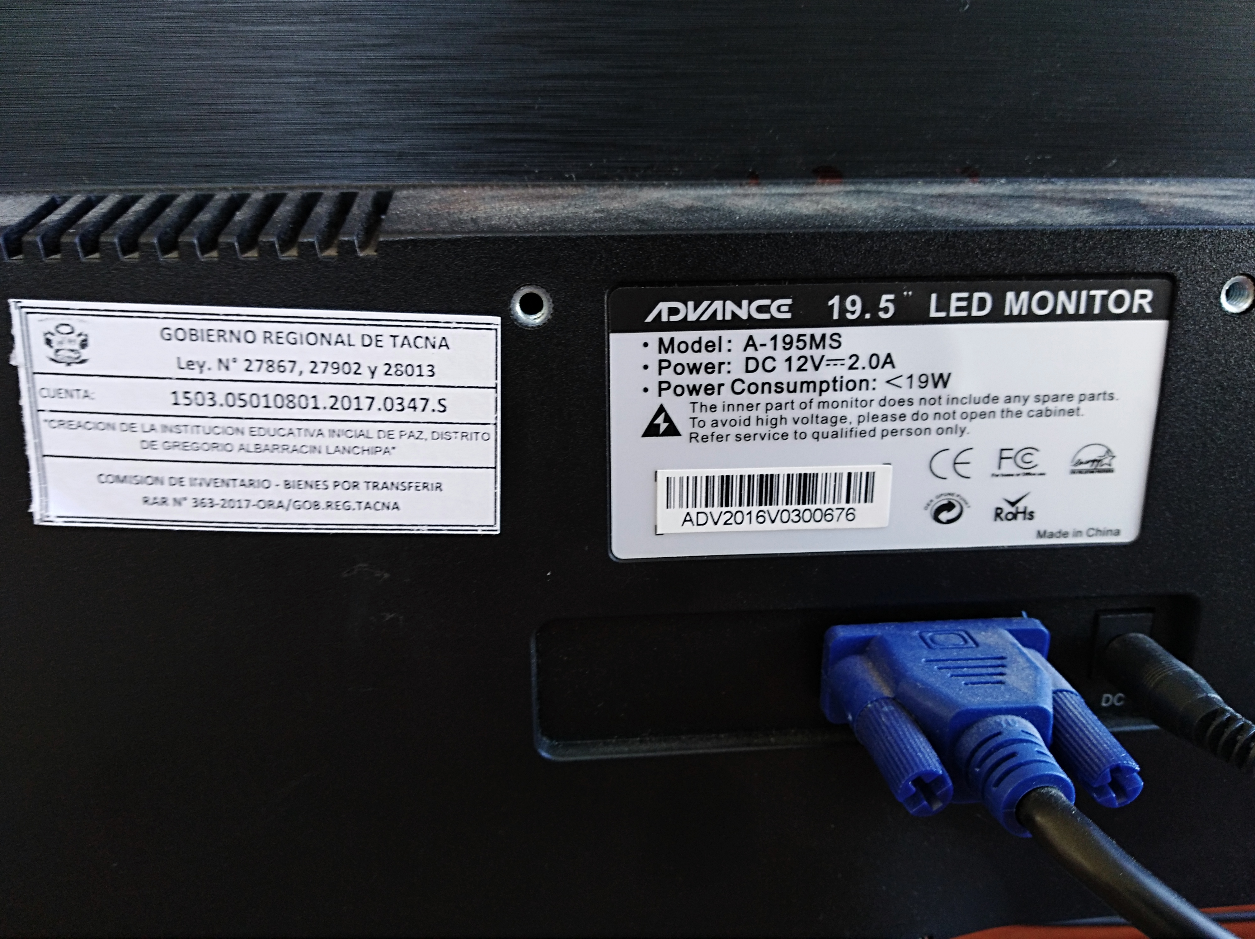 GOBIERNO REGIONAL DE TACNA
Ley. N° 27867, 27902 y 28013
CUENTA: 1503.05010801.2017.0347.S
"CREACION DE LA INSTITUCION EDUCATIVA INICIAL DE PAZ, DISTRITO
DE GREGORIO ALBARRACIN LANCHIPA"
COMISION DE INVENTARIO - BIENES POR TRANSFERIR
RAR N° 363-2017-ORA/GOB.REG.TACNA
ADVANCE 19.5" LED MONITOR
• Model: A-195MS
• Power: DC 12V⎓2.0A
• Power Consumption: <19W
The inner part of monitor does not include any spare parts.
To avoid high voltage, please do not open the cabinet.
Refer service to qualified person only.
CE FC
ADV2016V0300676
RoHs
Made in China
DC